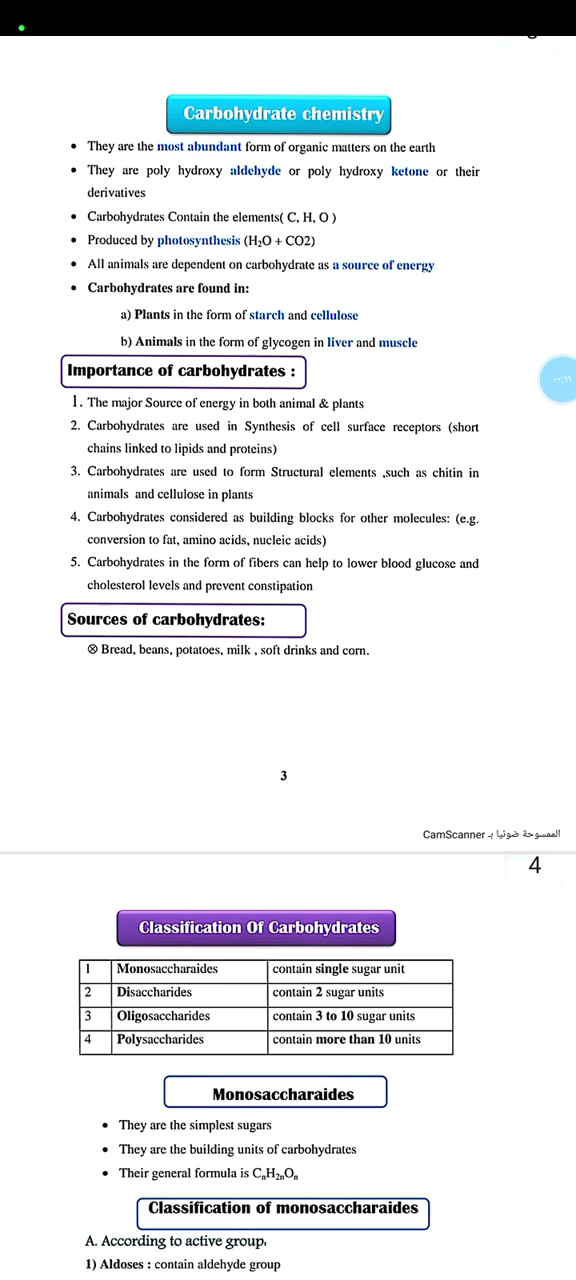 Carbohydrate chemistry
• They are the most abundant form of organic matters on the earth
• They are poly hydroxy aldehyde or poly hydroxy ketone or their
derivatives
• Carbohydrates Contain the elements( C, H, O )
• Produced by photosynthesis (H₂O + CO2)
• All animals are dependent on carbohydrate as a source of energy
• Carbohydrates are found in:
a) Plants in the form of starch and cellulose
b) Animals in the form of glycogen in liver and muscle
Importance of carbohydrates :
1. The major Source of energy in both animal & plants
2. Carbohydrates are used in Synthesis of cell surface receptors (short
chains linked to lipids and proteins)
3. Carbohydrates are used to form Structural elements ,such as chitin in
animals and cellulose in plants
4. Carbohydrates considered as building blocks for other molecules: (e.g.
conversion to fat, amino acids, nucleic acids)
5. Carbohydrates in the form of fibers can help to lower blood glucose and
cholesterol levels and prevent constipation
Sources of carbohydrates:
⊗ Bread, beans, potatoes, milk , soft drinks and corn.
٠٠:١١
3
الممسوحة ضوئيا بـ CamScanner
4
Classification Of Carbohydrates
1 Monosaccharaides contain single sugar unit
2 Disaccharides contain 2 sugar units
3 Oligosaccharides contain 3 to 10 sugar units
4 Polysaccharides contain more than 10 units
Monosaccharaides
• They are the simplest sugars
• They are the building units of carbohydrates
• Their general formula is CₙH₂ₙOₙ
Classification of monosaccharaides
A. According to active group.
1) Aldoses : contain aldehyde group